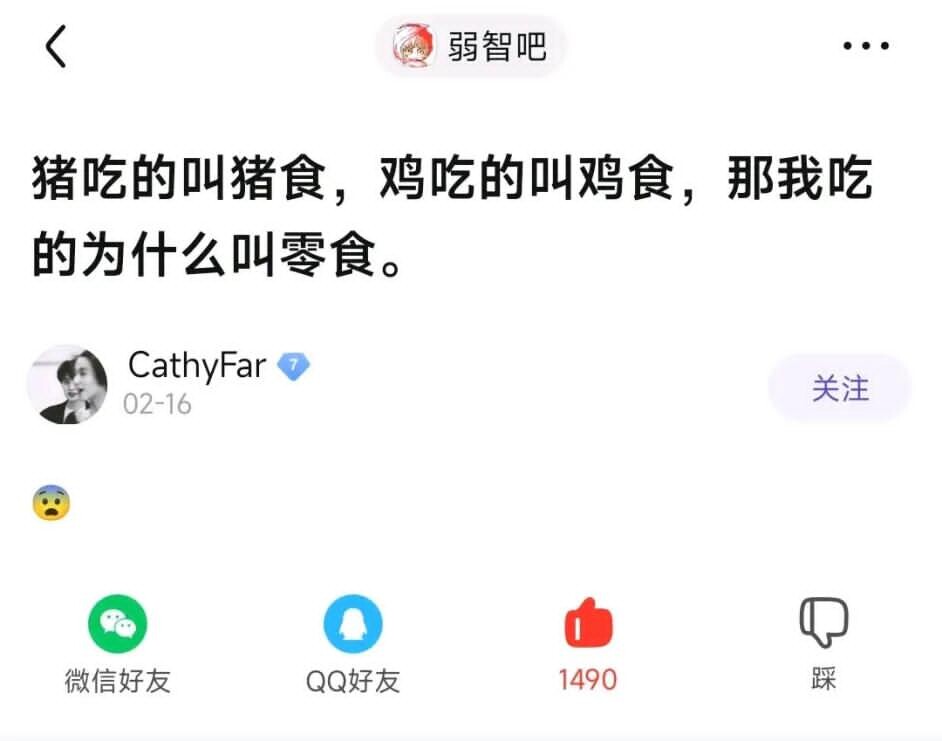 弱智吧
猪吃的叫猪食，鸡吃的叫鸡食，那我吃
的为什么叫零食。
CathyFar 7
02-16
关注
微信好友 QQ好友 1490 踩